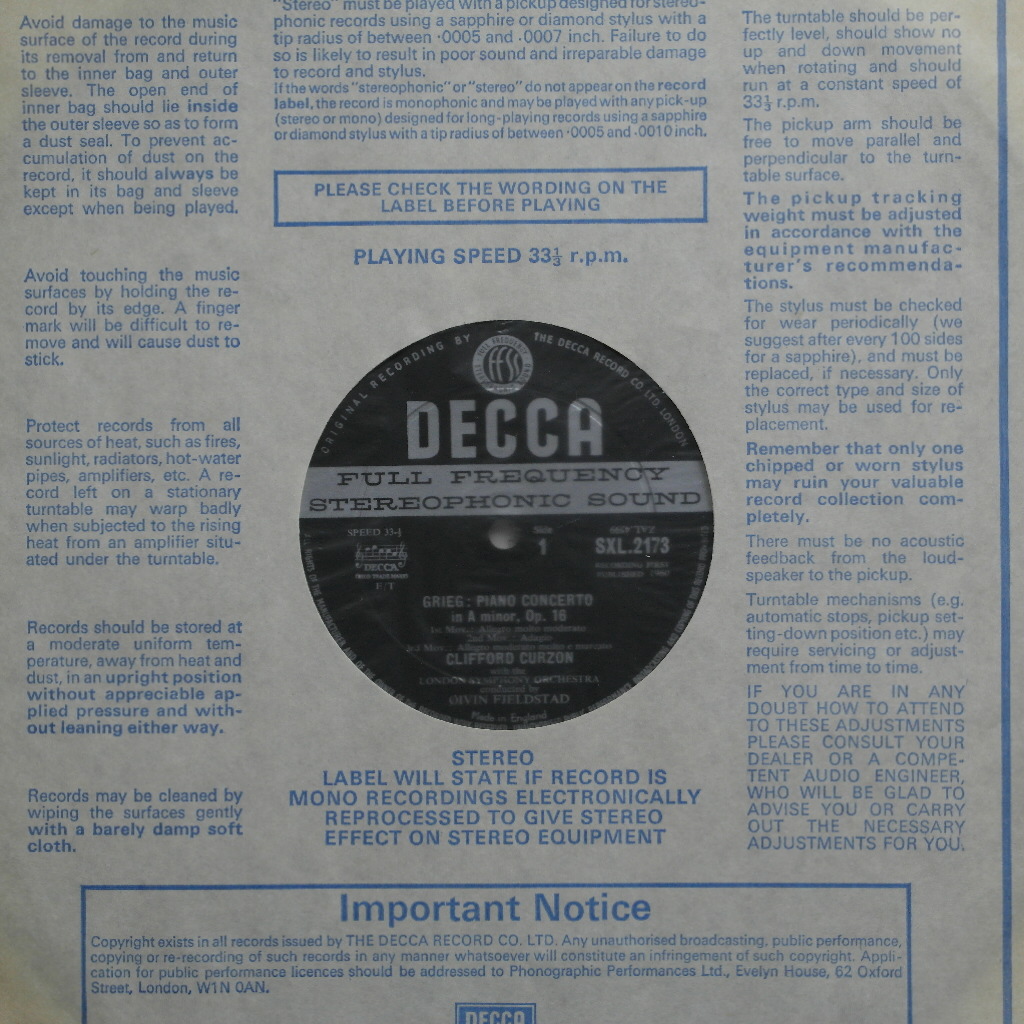 Avoid damage to the music
surface of the record during
its removal from and return
to the inner bag and outer
sleeve. The open end of
inner bag should lie inside
the outer sleeve so as to form
a dust seal. To prevent ac-
cumulation of dust on the
record, it should always be
kept in its bag and sleeve
except when being played.
Avoid touching the music
surfaces by holding the re-
cord by its edge. A finger
mark will be difficult to re-
move and will cause dust to
stick.
Protect records from all
sources of heat, such as fires,
sunlight, radiators, hot-water
pipes, amplifiers, etc. A re-
cord left on a stationary
turntable may warp badly
when subjected to the rising
heat from an amplifier situ-
ated under the turntable.
Records should be stored at
a moderate uniform tem-
perature, away from heat and
dust, in an upright position
without appreciable ap-
plied pressure and with-
out leaning either way.
Records may be cleaned by
wiping the surfaces gently
with a barely damp soft
cloth.
"Stereo" must be played with a pickup designed for stereo-
phonic records using a sapphire or diamond stylus with a
tip radius of between ·0005 and ·0007 inch. Failure to do
so is likely to result in poor sound and irreparable damage
to record and stylus.
If the words "stereophonic" or "stereo" do not appear on the record
label, the record is monophonic and may be played with any pick-up
(stereo or mono) designed for long-playing records using a sapphire
or diamond stylus with a tip radius of between ·0005 and ·0010 inch.
PLEASE CHECK THE WORDING ON THE
LABEL BEFORE PLAYING
PLAYING SPEED 33⅓ r.p.m.
ORIGINAL RECORDING BY THE DECCA RECORD CO. LTD. LONDON
FULL FREQUENCY
ffss
DECCA
FULL FREQUENCY
STEREOPHONIC SOUND
SPEED 33⅓
Side
1
SXL.2173
DECCA
GRIEG: PIANO CONCERTO
in A minor, Op. 16
1st Mov.: Allegro molto moderato
2nd Mov.: Adagio
3rd Mov.: Allegro moderato molto e marcato
CLIFFORD CURZON
with the
LONDON SYMPHONY ORCHESTRA
conducted by
ØIVIN FJELDSTAD
Made in England
STEREO
LABEL WILL STATE IF RECORD IS
MONO RECORDINGS ELECTRONICALLY
REPROCESSED TO GIVE STEREO
EFFECT ON STEREO EQUIPMENT
The turntable should be per-
fectly level, should show no
up and down movement
when rotating and should
run at a constant speed of
33⅓ r.p.m.
The pickup arm should be
free to move parallel and
perpendicular to the turn-
table surface.
The pickup tracking
weight must be adjusted
in accordance with the
equipment manufac-
turer's recommenda-
tions.
The stylus must be checked
for wear periodically (we
suggest after every 100 sides
for a sapphire), and must be
replaced, if necessary. Only
the correct type and size of
stylus may be used for re-
placement.
Remember that only one
chipped or worn stylus
may ruin your valuable
record collection com-
pletely.
There must be no acoustic
feedback from the loud-
speaker to the pickup.
Turntable mechanisms (e.g.
automatic stops, pickup set-
ting-down position etc.) may
require servicing or adjust-
ment from time to time.
IF YOU ARE IN ANY
DOUBT HOW TO ATTEND
TO THESE ADJUSTMENTS
PLEASE CONSULT YOUR
DEALER OR A COMPE-
TENT AUDIO ENGINEER,
WHO WILL BE GLAD TO
ADVISE YOU OR CARRY
OUT THE NECESSARY
ADJUSTMENTS FOR YOU.
Important Notice
Copyright exists in all records issued by THE DECCA RECORD CO. LTD. Any unauthorised broadcasting, public performance,
copying or re-recording of such records in any manner whatsoever will constitute an infringement of such copyright. Appli-
cation for public performance licences should be addressed to Phonographic Performances Ltd., Evelyn House, 62 Oxford
Street, London, W1N 0AN.
DECCA